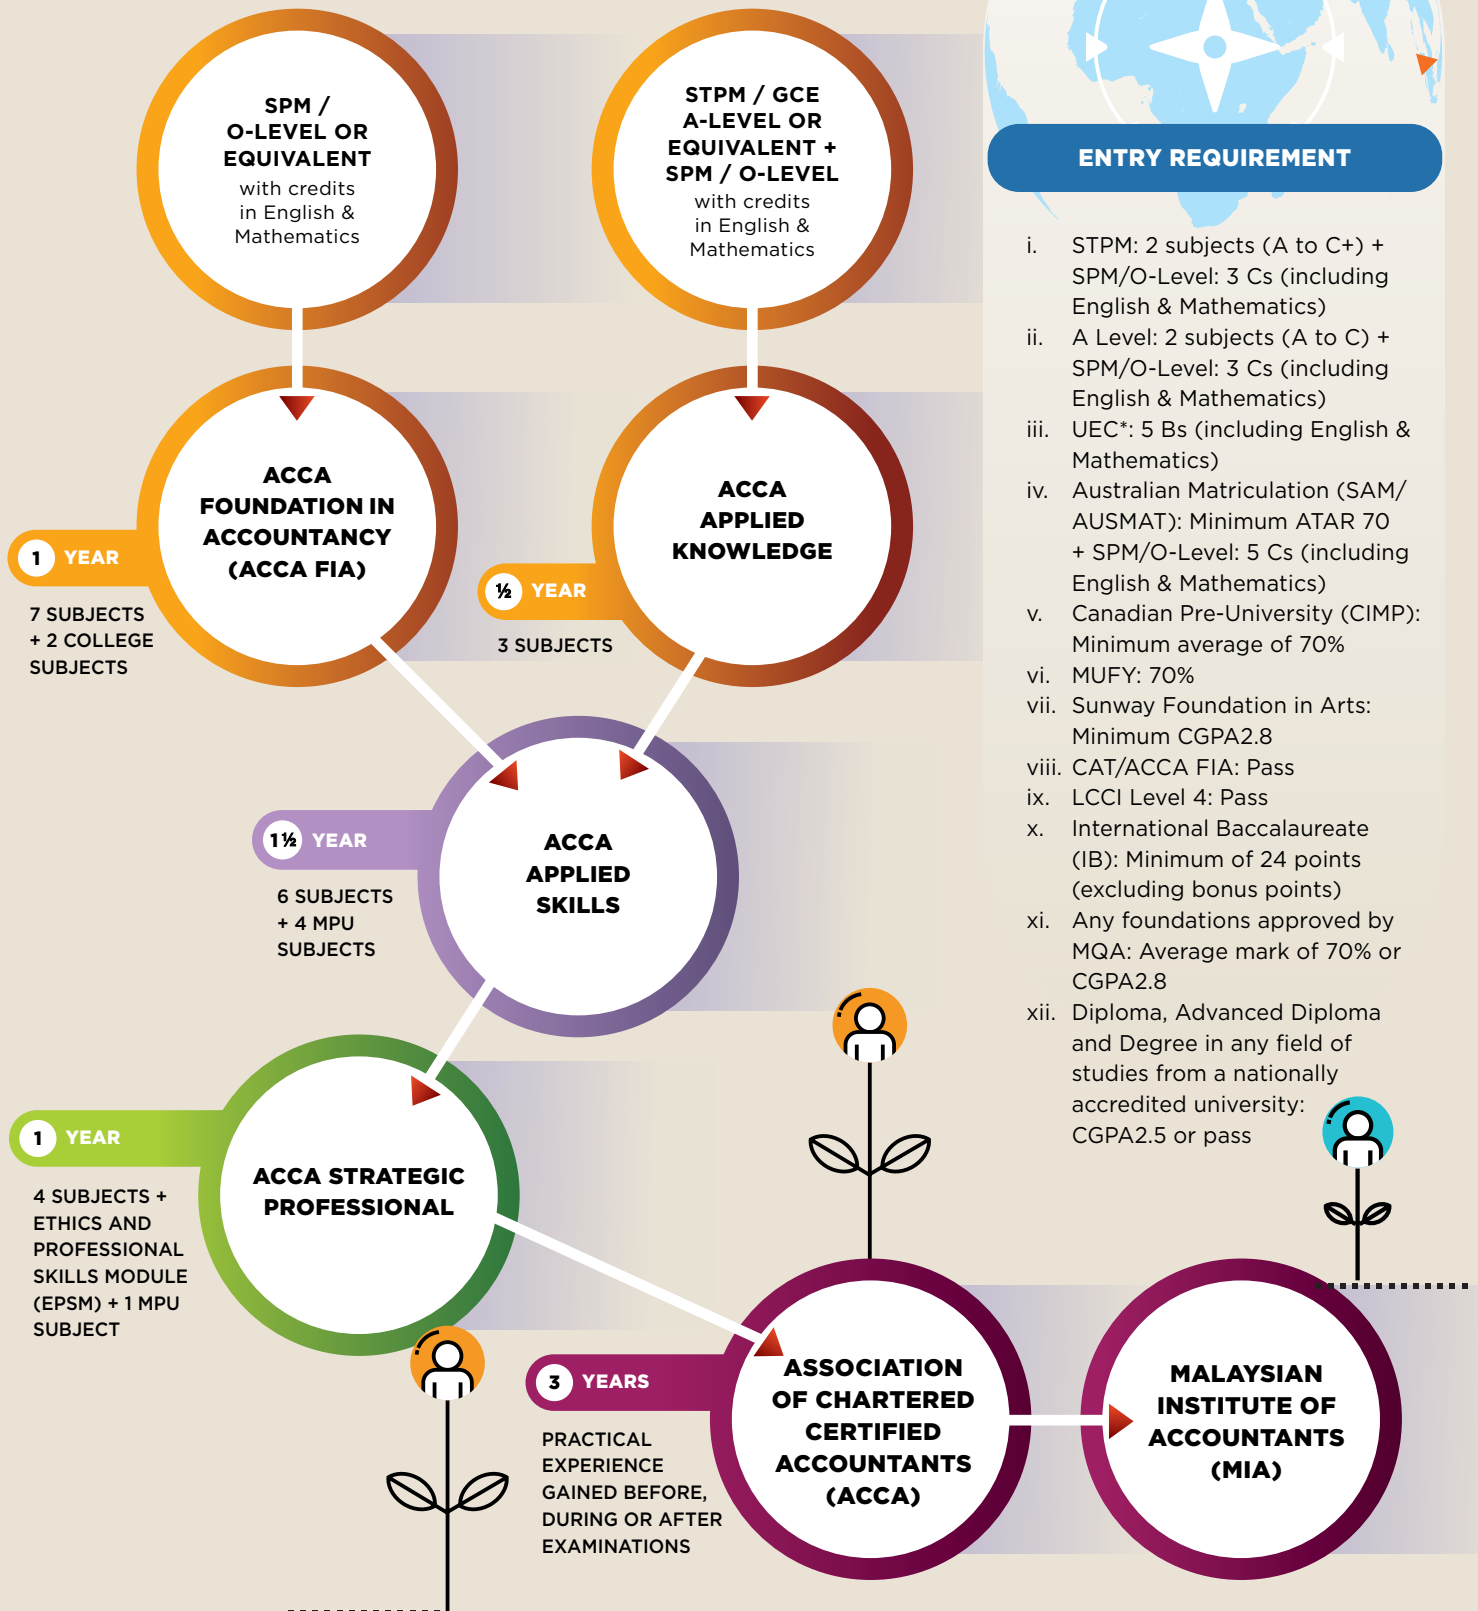 SPM /
O-LEVEL OR
EQUIVALENT
with credits
in English &
Mathematics
STPM / GCE
A-LEVEL OR
EQUIVALENT +
SPM / O-LEVEL
with credits
in English &
Mathematics
ACCA
FOUNDATION IN
ACCOUNTANCY
(ACCA FIA)
1 YEAR
7 SUBJECTS
+ 2 COLLEGE
SUBJECTS
ACCA
APPLIED
KNOWLEDGE
½ YEAR
3 SUBJECTS
ACCA
APPLIED
SKILLS
1½ YEAR
6 SUBJECTS
+ 4 MPU
SUBJECTS
ACCA STRATEGIC
PROFESSIONAL
1 YEAR
4 SUBJECTS +
ETHICS AND
PROFESSIONAL
SKILLS MODULE
(EPSM) + 1 MPU
SUBJECT
3 YEARS
PRACTICAL
EXPERIENCE
GAINED BEFORE,
DURING OR AFTER
EXAMINATIONS
ASSOCIATION
OF CHARTERED
CERTIFIED
ACCOUNTANTS
(ACCA)
MALAYSIAN
INSTITUTE OF
ACCOUNTANTS
(MIA)
ENTRY REQUIREMENT
i. STPM: 2 subjects (A to C+) +
SPM/O-Level: 3 Cs (including
English & Mathematics)
ii. A Level: 2 subjects (A to C) +
SPM/O-Level: 3 Cs (including
English & Mathematics)
iii. UEC*: 5 Bs (including English &
Mathematics)
iv. Australian Matriculation (SAM/
AUSMAT): Minimum ATAR 70
+ SPM/O-Level: 5 Cs (including
English & Mathematics)
v. Canadian Pre-University (CIMP):
Minimum average of 70%
vi. MUFY: 70%
vii. Sunway Foundation in Arts:
Minimum CGPA2.8
viii. CAT/ACCA FIA: Pass
ix. LCCI Level 4: Pass
x. International Baccalaureate
(IB): Minimum of 24 points
(excluding bonus points)
xi. Any foundations approved by
MQA: Average mark of 70% or
CGPA2.8
xii. Diploma, Advanced Diploma
and Degree in any field of
studies from a nationally
accredited university:
CGPA2.5 or pass